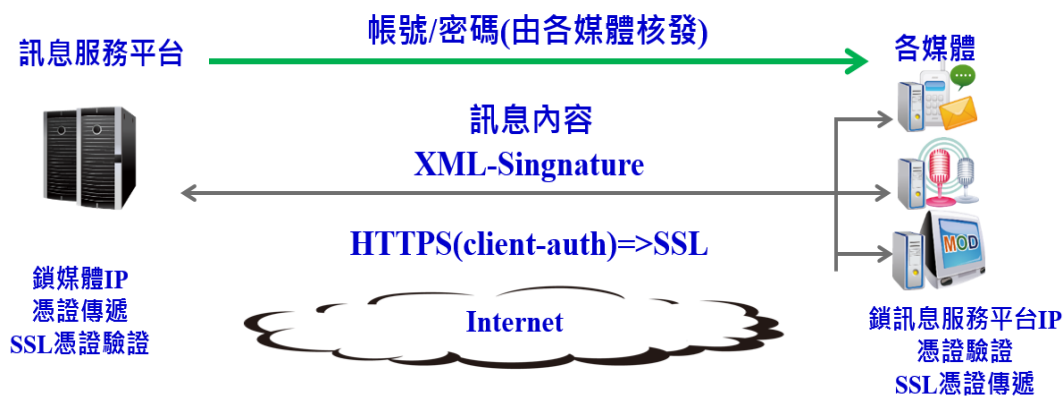 帳號/密碼(由各媒體核發)
訊息服務平台
各媒體
訊息內容
XML-Singnature
HTTPS(client-auth)=>SSL
MOD
鎖媒體IP
憑證傳遞
SSL憑證驗證
Internet
鎖訊息服務平台IP
憑證驗證
SSL憑證傳遞